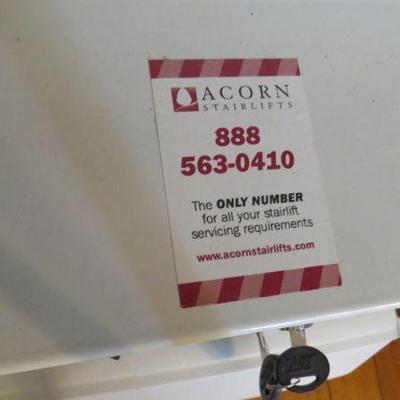 ACORN
STAIRLIFTS
888
563-0410
The ONLY NUMBER
for all your stairlift
servicing requirements
www.acornstairlifts.com